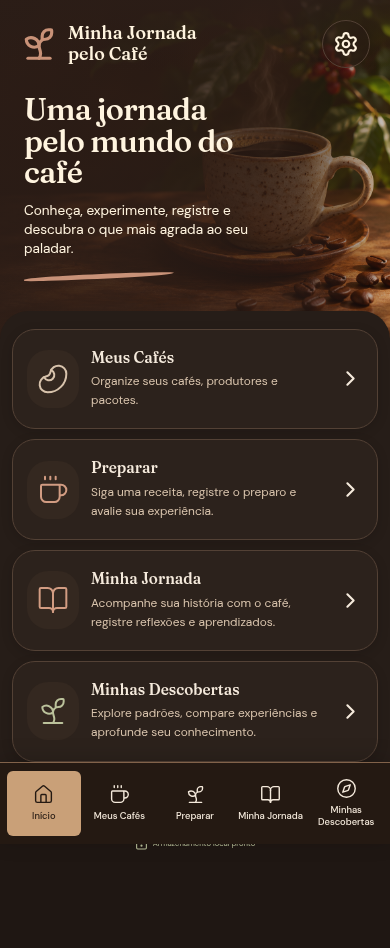 Minha Jornada
pelo Café
Uma jornada
pelo mundo do
café
Conheça, experimente, registre e
descubra o que mais agrada ao seu
paladar.
Meus Cafés
Organize seus cafés, produtores e
pacotes.
Preparar
Siga uma receita, registre o preparo e
avalie sua experiência.
Minha Jornada
Acompanhe sua história com o café,
registre reflexões e aprendizados.
Minhas Descobertas
Explore padrões, compare experiências e
aprofunde seu conhecimento.
Início
Meus Cafés
Preparar
Minha Jornada
Minhas
Descobertas
Armazenamento local pronto